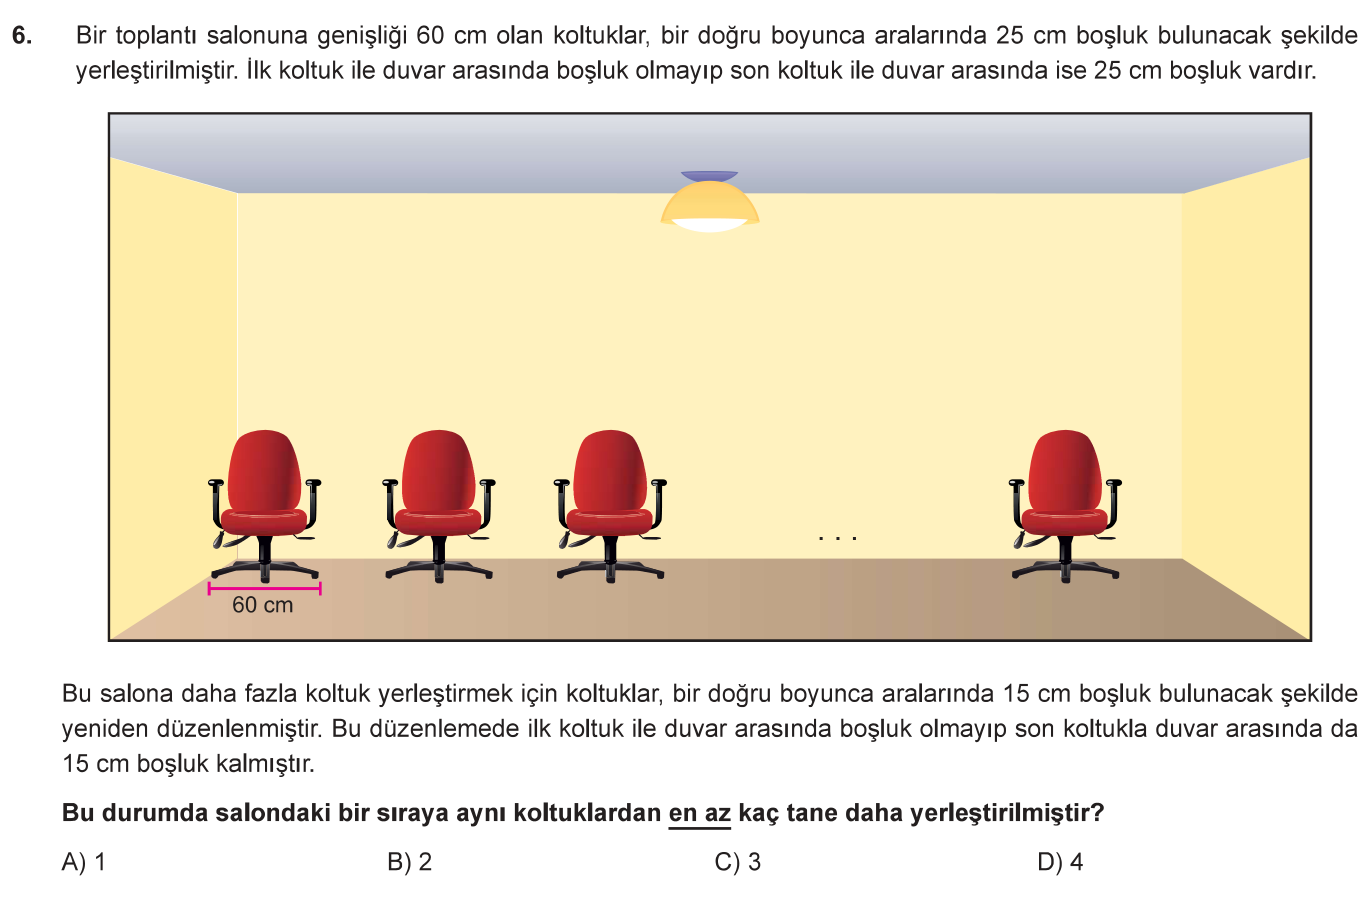 6. Bir toplantı salonuna genişliği 60 cm olan koltuklar, bir doğru boyunca aralarında 25 cm boşluk bulunacak şekilde
yerleştirilmiştir. İlk koltuk ile duvar arasında boşluk olmayıp son koltuk ile duvar arasında ise 25 cm boşluk vardır.
. . .
60 cm
Bu salona daha fazla koltuk yerleştirmek için koltuklar, bir doğru boyunca aralarında 15 cm boşluk bulunacak şekilde
yeniden düzenlenmiştir. Bu düzenlemede ilk koltuk ile duvar arasında boşluk olmayıp son koltukla duvar arasında da
15 cm boşluk kalmıştır.
Bu durumda salondaki bir sıraya aynı koltuklardan en az kaç tane daha yerleştirilmiştir?
A) 1 B) 2 C) 3 D) 4